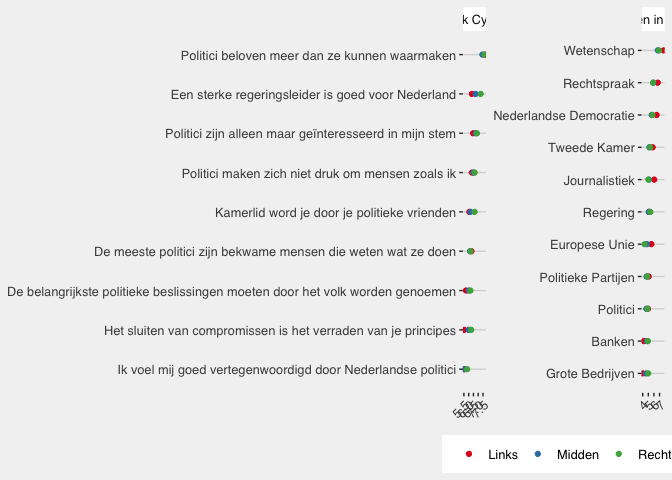 k Cy
en in
Politici beloven meer dan ze kunnen waarmaken
Een sterke regeringsleider is goed voor Nederland
Politici zijn alleen maar geïnteresseerd in mijn stem
Politici maken zich niet druk om mensen zoals ik
Kamerlid word je door je politieke vrienden
De meeste politici zijn bekwame mensen die weten wat ze doen
De belangrijkste politieke beslissingen moeten door het volk worden genoemen
Het sluiten van compromissen is het verraden van je principes
Ik voel mij goed vertegenwoordigd door Nederlandse politici
Wetenschap
Rechtspraak
Nederlandse Democratie
Tweede Kamer
Journalistiek
Regering
Europese Unie
Politieke Partijen
Politici
Banken
Grote Bedrijven
Links
Midden
Recht